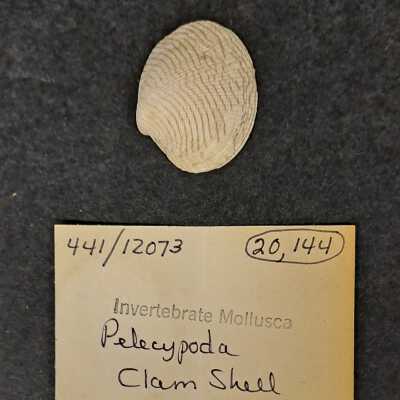 441/12073 20,144
Invertebrate Mollusca
Pelecypoda
Clam Shell